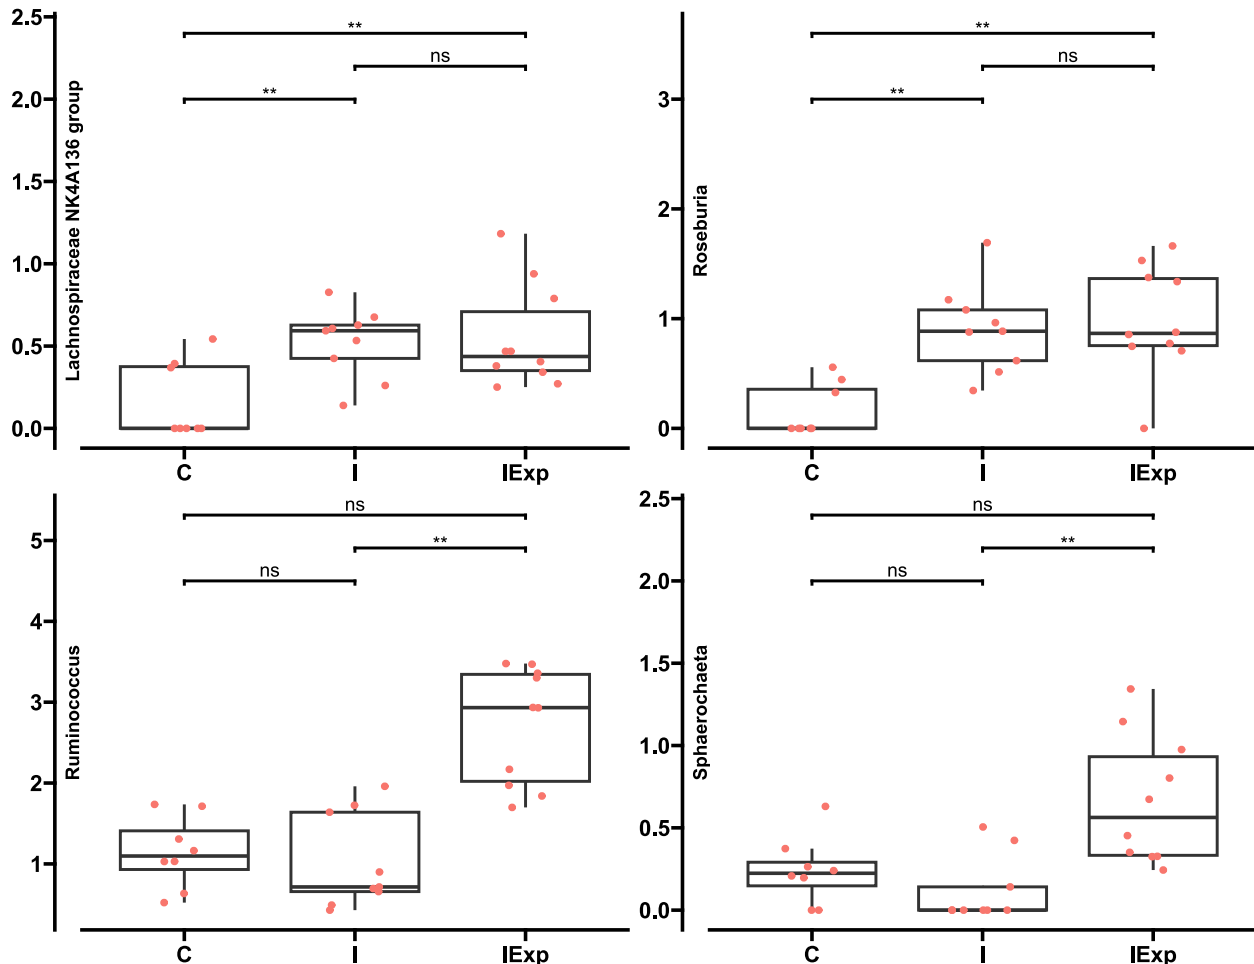 Lachnospiraceae NK4A136 group
2.5
2.0
1.5
1.0
0.5
0.0
**
ns
**
C
I
IExp
Roseburia
3
2
1
0
**
ns
**
C
I
IExp
Ruminococcus
5
4
3
2
1
ns
**
ns
C
I
IExp
Sphaerochaeta
2.5
2.0
1.5
1.0
0.5
0.0
ns
**
ns
C
I
IExp